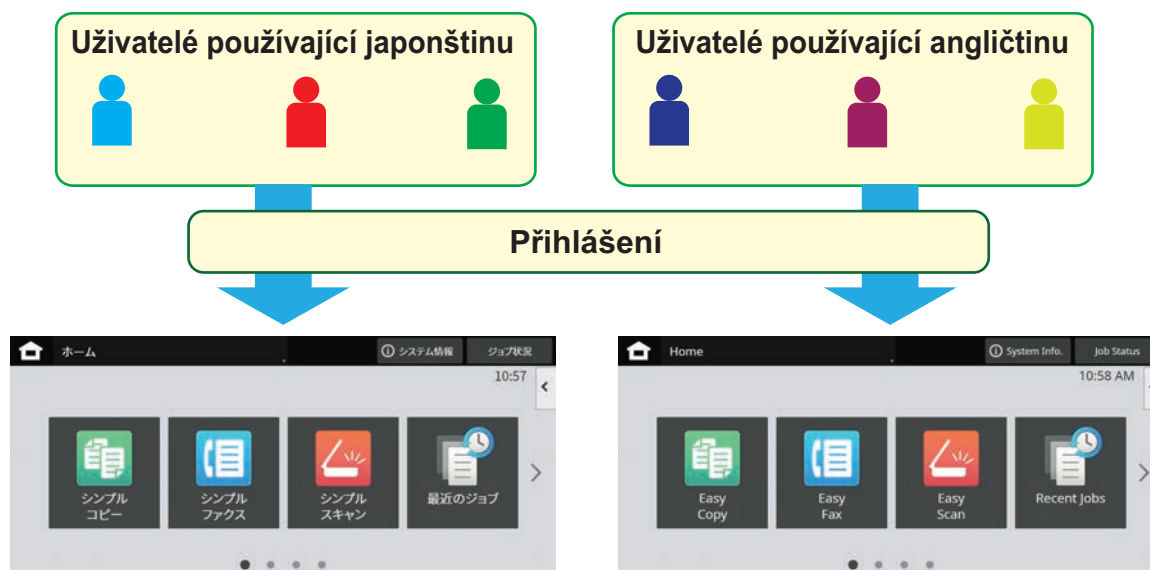 Uživatelé používající japonštinu
Uživatelé používající angličtinu
Přihlášení
ホーム
システム情報
ジョブ状況
10:57
シンプル
コピー
シンプル
ファクス
シンプル
スキャン
最近のジョブ
Home
System Info.
Job Status
10:58 AM
Easy
Copy
Easy
Fax
Easy
Scan
Recent Jobs